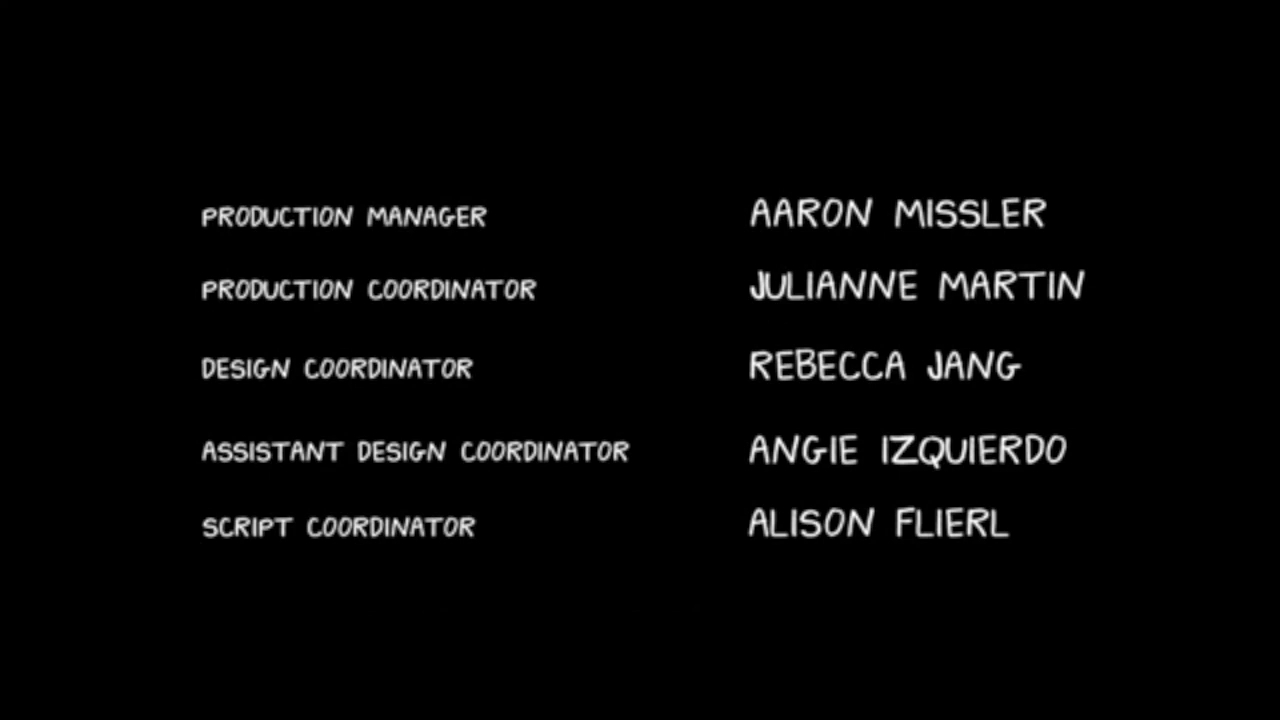 PRODUCTION MANAGER AARON MISSLER
PRODUCTION COORDINATOR JULIANNE MARTIN
DESIGN COORDINATOR REBECCA JANG
ASSISTANT DESIGN COORDINATOR ANGIE IZQUIERDO
SCRIPT COORDINATOR ALISON FLIERL